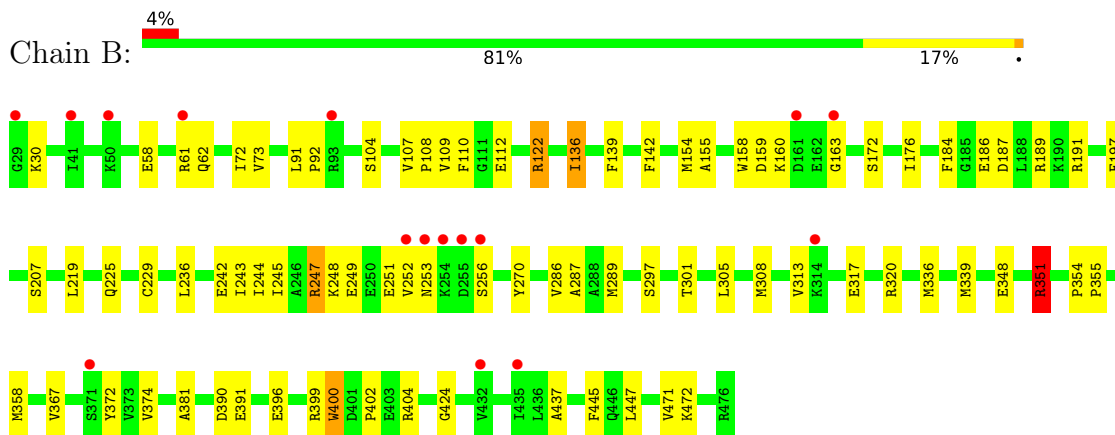 4%
Chain B:
81% 17% •
G29 K30 I41 K50 E58 R61 Q62 I72 V73 L91 P92 R93 S104 V107 P108 V109 F110 G111 E112 R122 I136 F139 F142 M154 A155 W158 D159 K160 D161 E162 G163 S172 I176 F184 G185 E186 D187 L188 R189 K190 R191
S207 L219 Q225 C229 L236 E242 I243 I244 I245 A246 R247 K248 E249 E250 E251 V252 N253 K254 D255 S256 Y270 V286 A287 A288 M289 S297 T301 L305 M308 V313 K314 E317 R320 M336 M339 E348 R351 P354 P355
M358 V367 S371 Y372 V373 V374 A381 D390 E391 E396 R399 W400 D401 P402 E403 R404 G424 V432 I435 L436 A437 F445 Q446 L447 V471 K472 R476